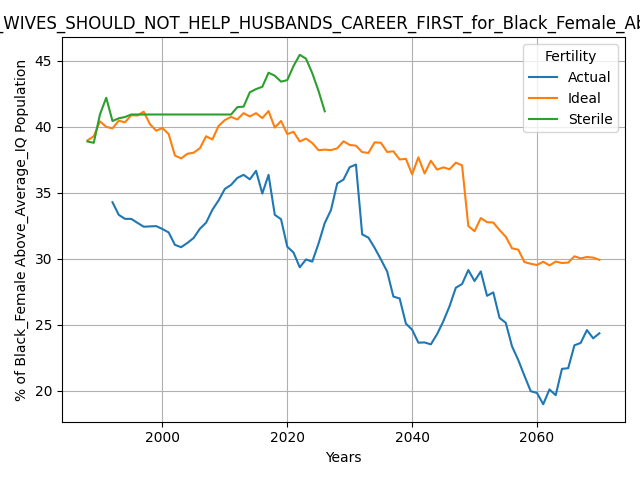 _WIVES_SHOULD_NOT_HELP_HUSBANDS_CAREER_FIRST_for_Black_Female_Ab
Fertility
Actual
Ideal
Sterile
% of Black_Female Above_Average_IQ Population
45
40
35
30
25
20
2000
2020
2040
2060
Years